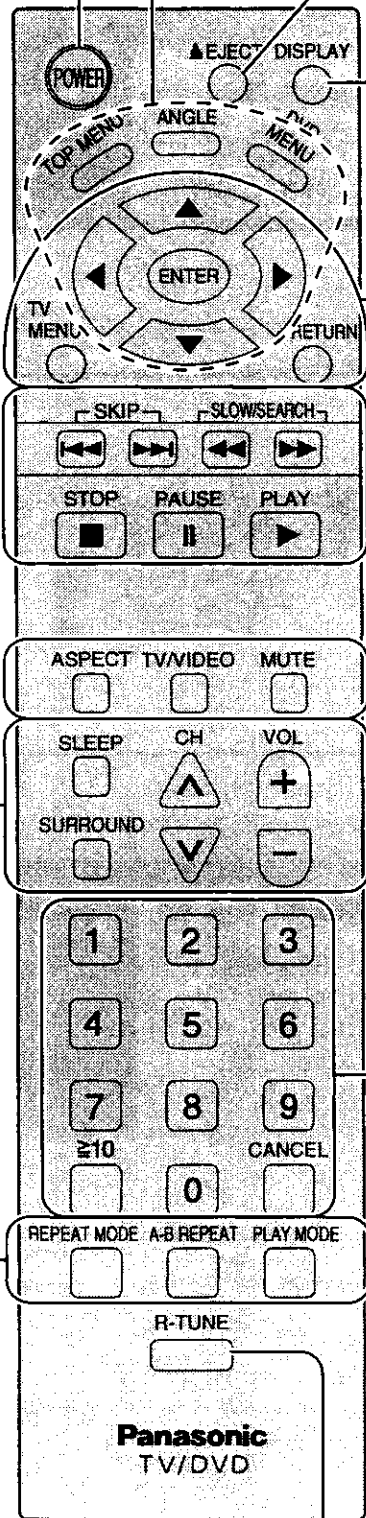 POWER
▲EJECT DISPLAY
TOP MENU ANGLE DVD MENU
ENTER
TV MENU RETURN
SKIP SLOW/SEARCH
STOP PAUSE PLAY
ASPECT TV/VIDEO MUTE
SLEEP CH VOL
+
SURROUND
−
1 2 3
4 5 6
7 8 9
≧10 0 CANCEL
REPEAT MODE A-B REPEAT PLAY MODE
R-TUNE
Panasonic
TV/DVD